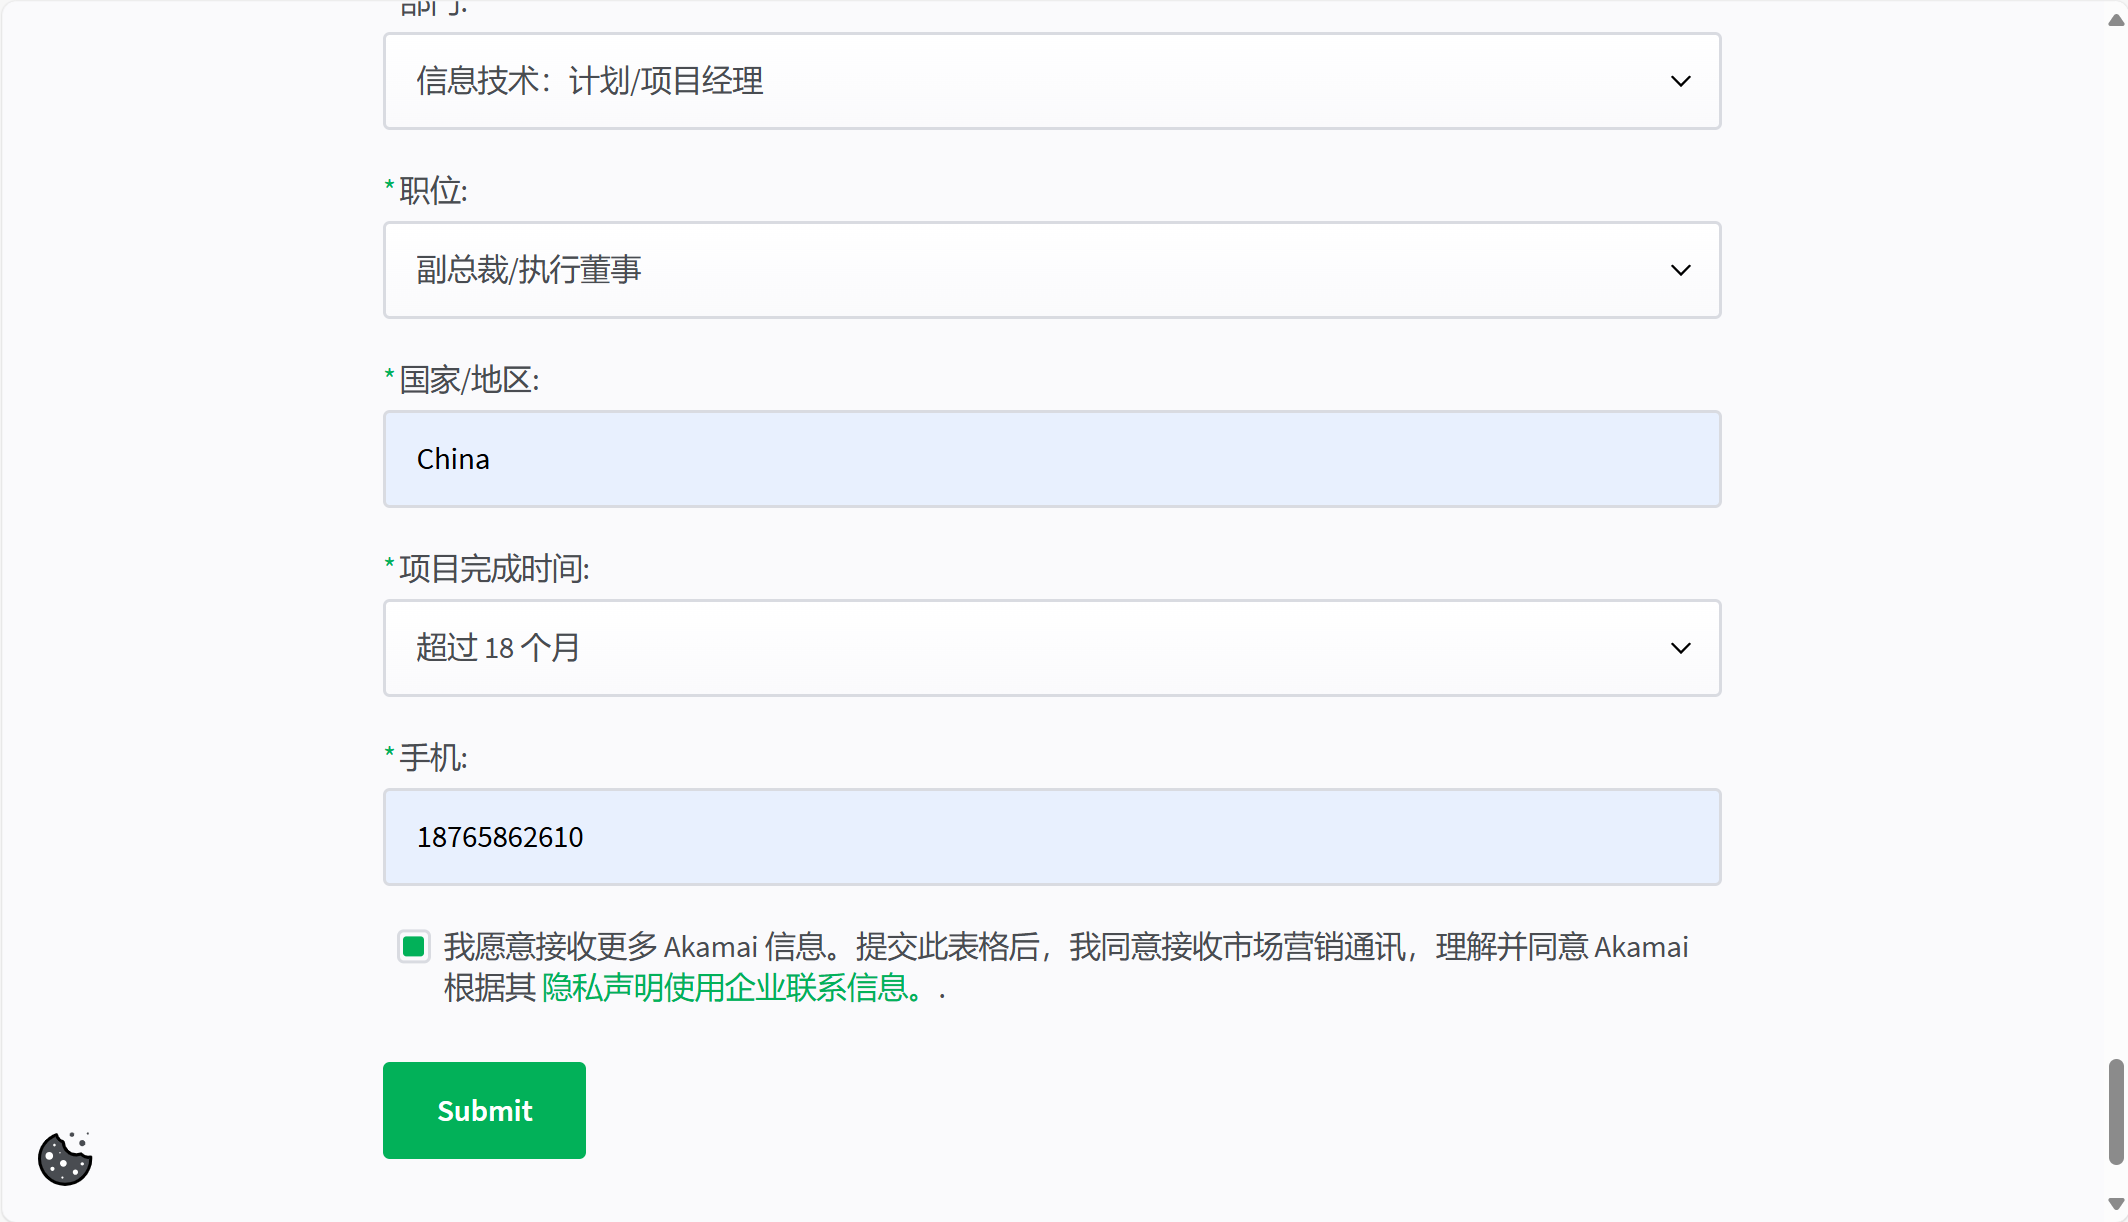 部门:
信息技术：计划/项目经理
*职位:
副总裁/执行董事
*国家/地区:
China
*项目完成时间:
超过 18 个月
*手机:
18765862610
我愿意接收更多 Akamai 信息。提交此表格后，我同意接收市场营销通讯，理解并同意 Akamai
根据其 隐私声明使用企业联系信息。 .
Submit